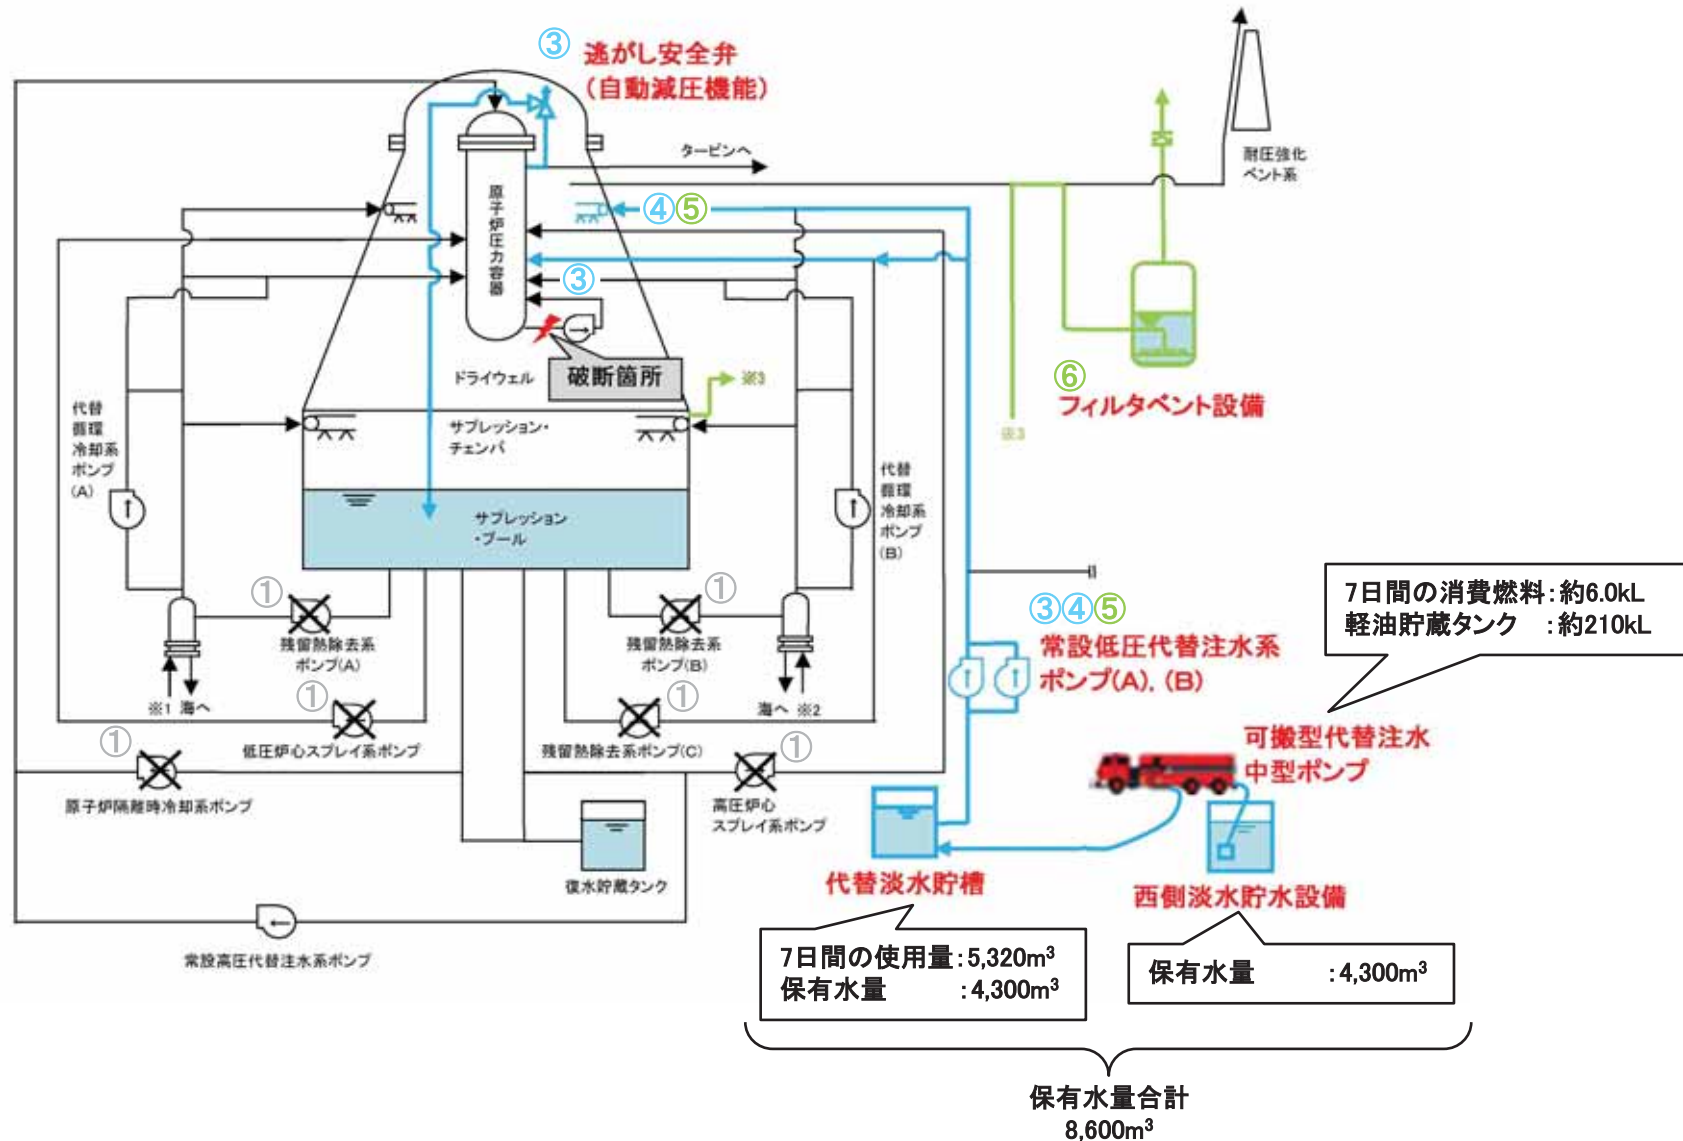 ③ 逃がし安全弁
(自動減圧機能)
タービンへ
耐圧強化
ベント系
原子炉圧力容器
④⑤
③
ドライウェル
破断箇所
※3
⑥
フィルタベント設備
※3
代替
循環
冷却系
ポンプ
(A)
サプレッション・
チェンバ
サプレッション
・プール
代替
循環
冷却系
ポンプ
(B)
①
残留熱除去系
ポンプ(A)
①
残留熱除去系
ポンプ(B)
※1 海へ
海へ ※2
①
低圧炉心スプレイ系ポンプ
①
残留熱除去系ポンプ(C)
①
原子炉隔離時冷却系ポンプ
①
高圧炉心
スプレイ系ポンプ
復水貯蔵タンク
常設高圧代替注水系ポンプ
③④⑤
常設低圧代替注水系
ポンプ(A), (B)
7日間の消費燃料:約6.0kL
軽油貯蔵タンク :約210kL
可搬型代替注水
中型ポンプ
代替淡水貯槽
西側淡水貯水設備
7日間の使用量:5,320m³
保有水量 :4,300m³
保有水量 :4,300m³
保有水量合計
8,600m³